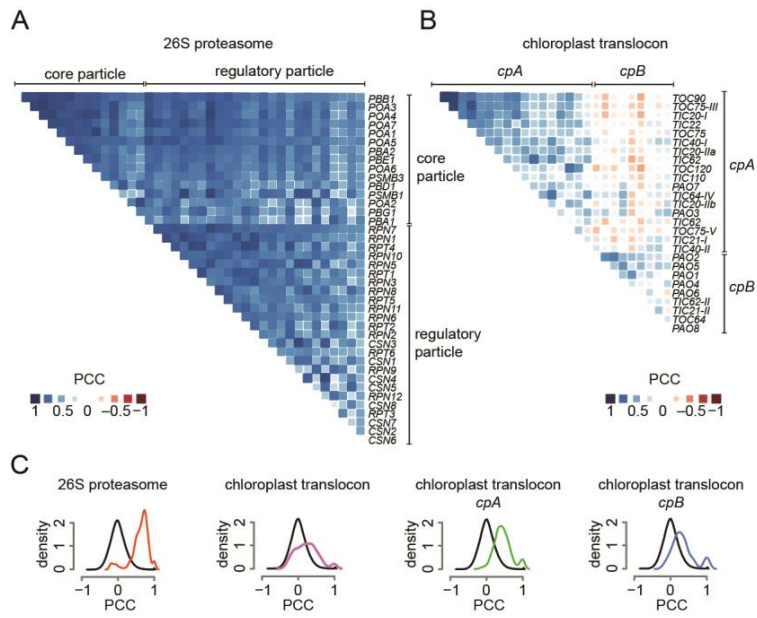 A
26S proteasome
core particle
regulatory particle
PBB1
POA3
POA4
POA7
POA1
POA5
PBA2
PBE1
POA6
PSMB3
PBD1
PSMB1
POA2
PBG1
PBA1
RPN7
RPN1
RPT4
RPN10
RPN5
RPT1
RPN3
RPN8
RPT5
RPN11
RPN6
RPT2
RPN2
CSN3
RPT6
CSN1
RPN9
CSN4
CSN5
RPN12
CSN8
RPT3
CSN7
CSN2
CSN6
core
particle
regulatory
particle
PCC
1 0.5 0 −0.5 −1
B
chloroplast translocon
cpA
cpB
TOC90
TOC75-III
TIC20-I
TIC22
TOC75
TIC40-I
TIC20-IIa
TIC62
TOC120
TIC110
PAO7
TIC64-IV
TIC20-IIb
PAO3
TIC62
TOC75-V
TIC21-I
TIC40-II
PAO2
PAO5
PAO1
PAO4
PAO6
TIC62-II
TIC21-II
TOC64
PAO8
cpA
cpB
PCC
1 0.5 0 −0.5 −1
C
26S proteasome
density
0 1 2
−1 0 1
PCC
chloroplast translocon
density
0 1 2
−1 0 1
PCC
chloroplast translocon
cpA
density
0 1 2
−1 0 1
PCC
chloroplast translocon
cpB
density
0 1 2
−1 0 1
PCC